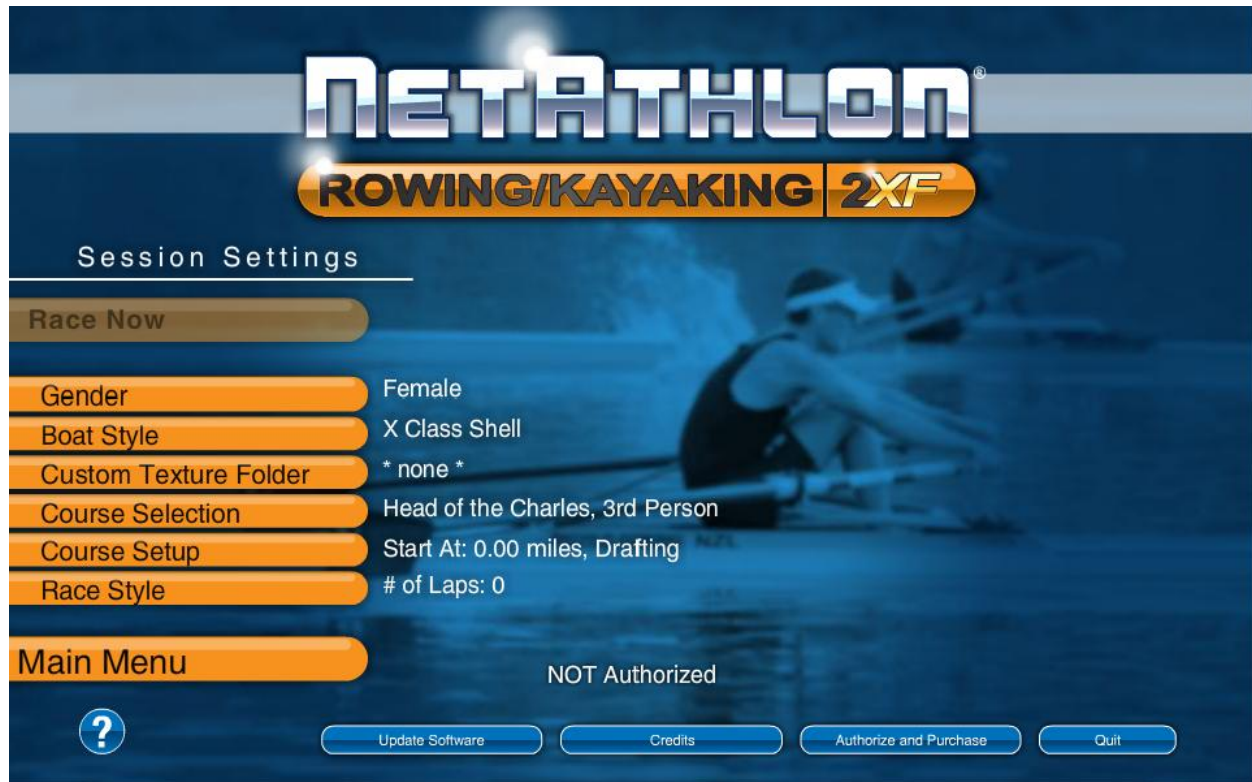 NETATHLON®
ROWING/KAYAKING 2XF
Session Settings
Race Now
Gender Female
Boat Style X Class Shell
Custom Texture Folder * none *
Course Selection Head of the Charles, 3rd Person
Course Setup Start At: 0.00 miles, Drafting
Race Style # of Laps: 0
Main Menu
NOT Authorized
NZL
?
Update Software Credits Authorize and Purchase Quit